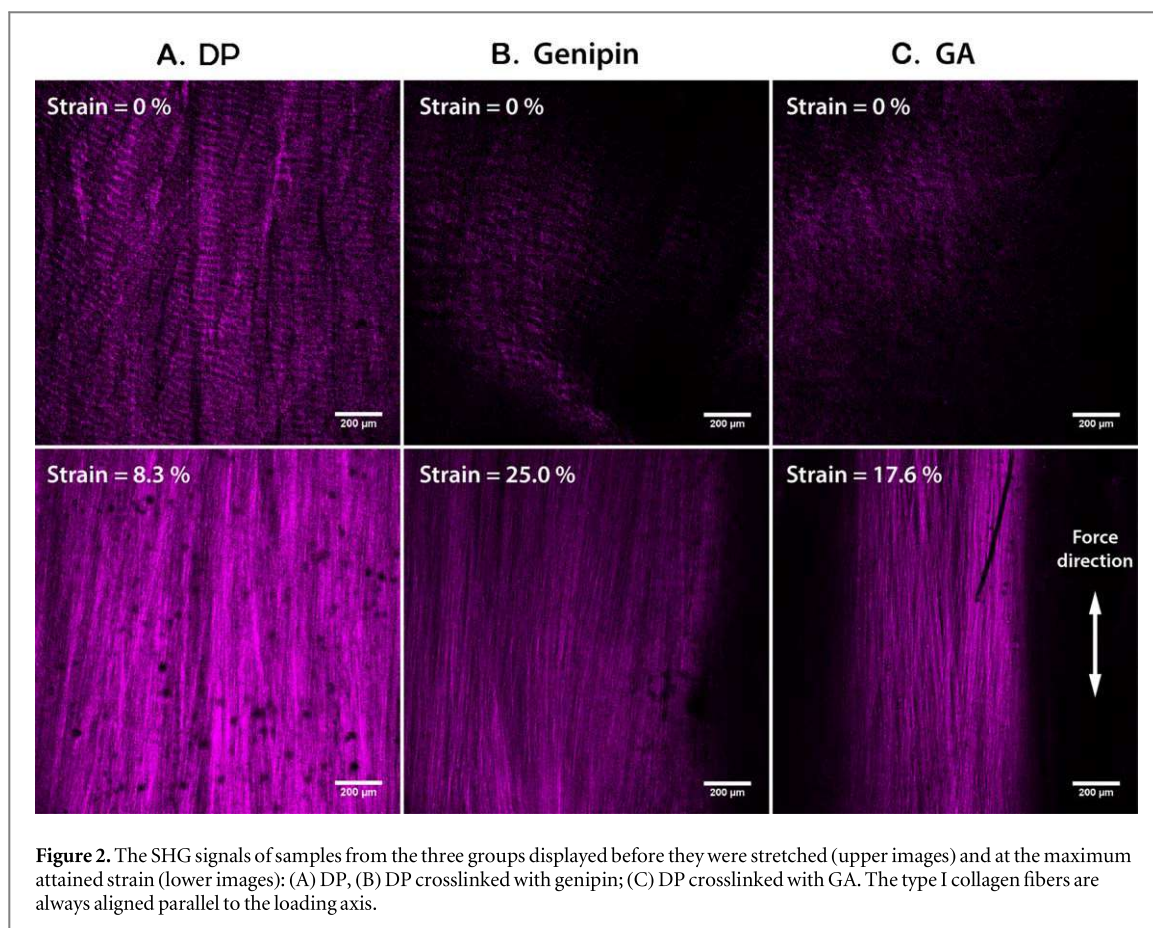 A. DP
B. Genipin
C. GA
Strain = 0 %
Strain = 0 %
Strain = 0 %
200 µm
200 µm
200 µm
Strain = 8.3 %
Strain = 25.0 %
Strain = 17.6 %
Force
direction
200 µm
200 µm
200 µm
Figure 2. The SHG signals of samples from the three groups displayed before they were stretched (upper images) and at the maximum
attained strain (lower images): (A) DP, (B) DP crosslinked with genipin; (C) DP crosslinked with GA. The type I collagen fibers are
always aligned parallel to the loading axis.